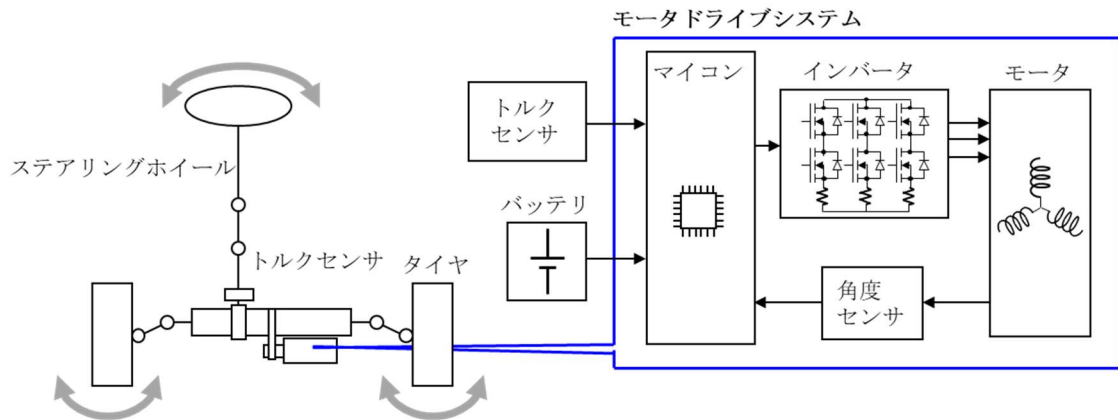 モータドライブシステム
マイコン
インバータ
モータ
トルク
センサ
ステアリングホイール
バッテリ
トルクセンサ
タイヤ
角度
センサ